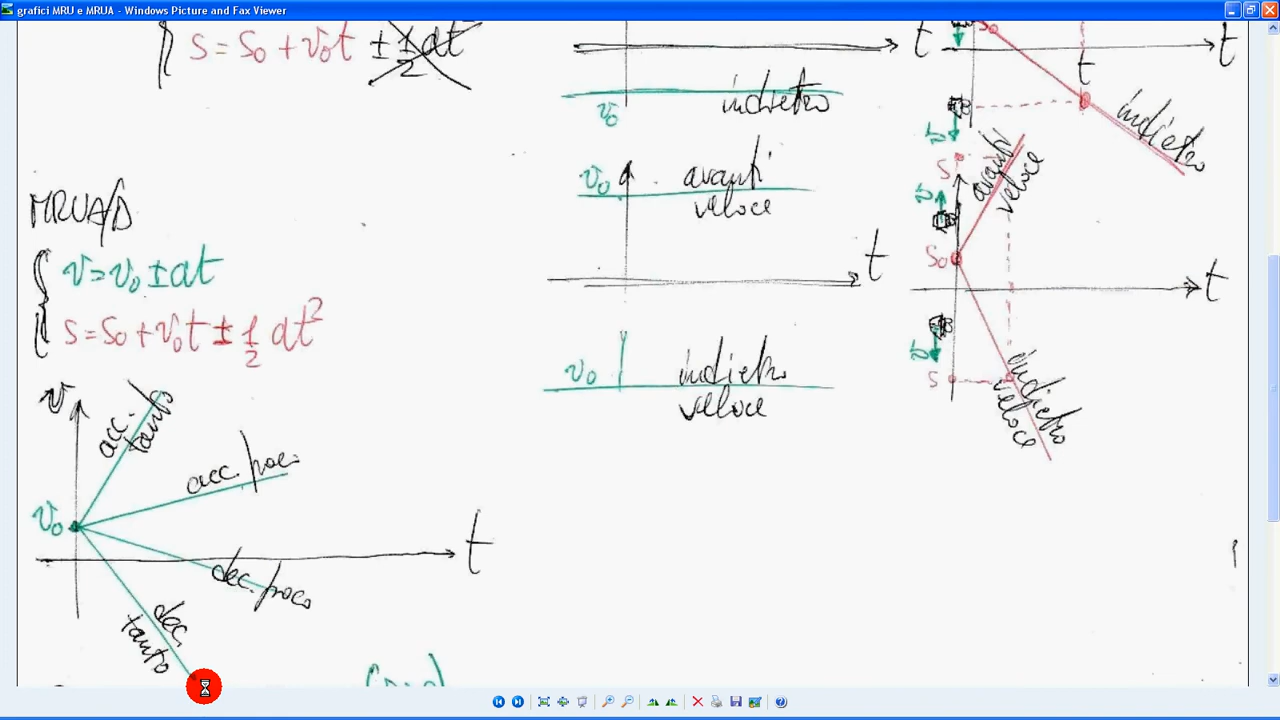 grafici MRU e MRUA - Windows Picture and Fax Viewer
s = s₀ + v₀t ± 1/2 at²
t
v₀
indietro
s₀
t
t
v
indietro
MRUA/D
v = v₀ ± at
s = s₀ + v₀t ± 1/2 at²
v₀
avanti
veloce
t
v₀
indietro
veloce
s
avanti
veloce
v
s₀
t
v
s
indietro
veloce
v
acc.
tanto
acc. poco
v₀
t
dec. poco
dec.
tanto